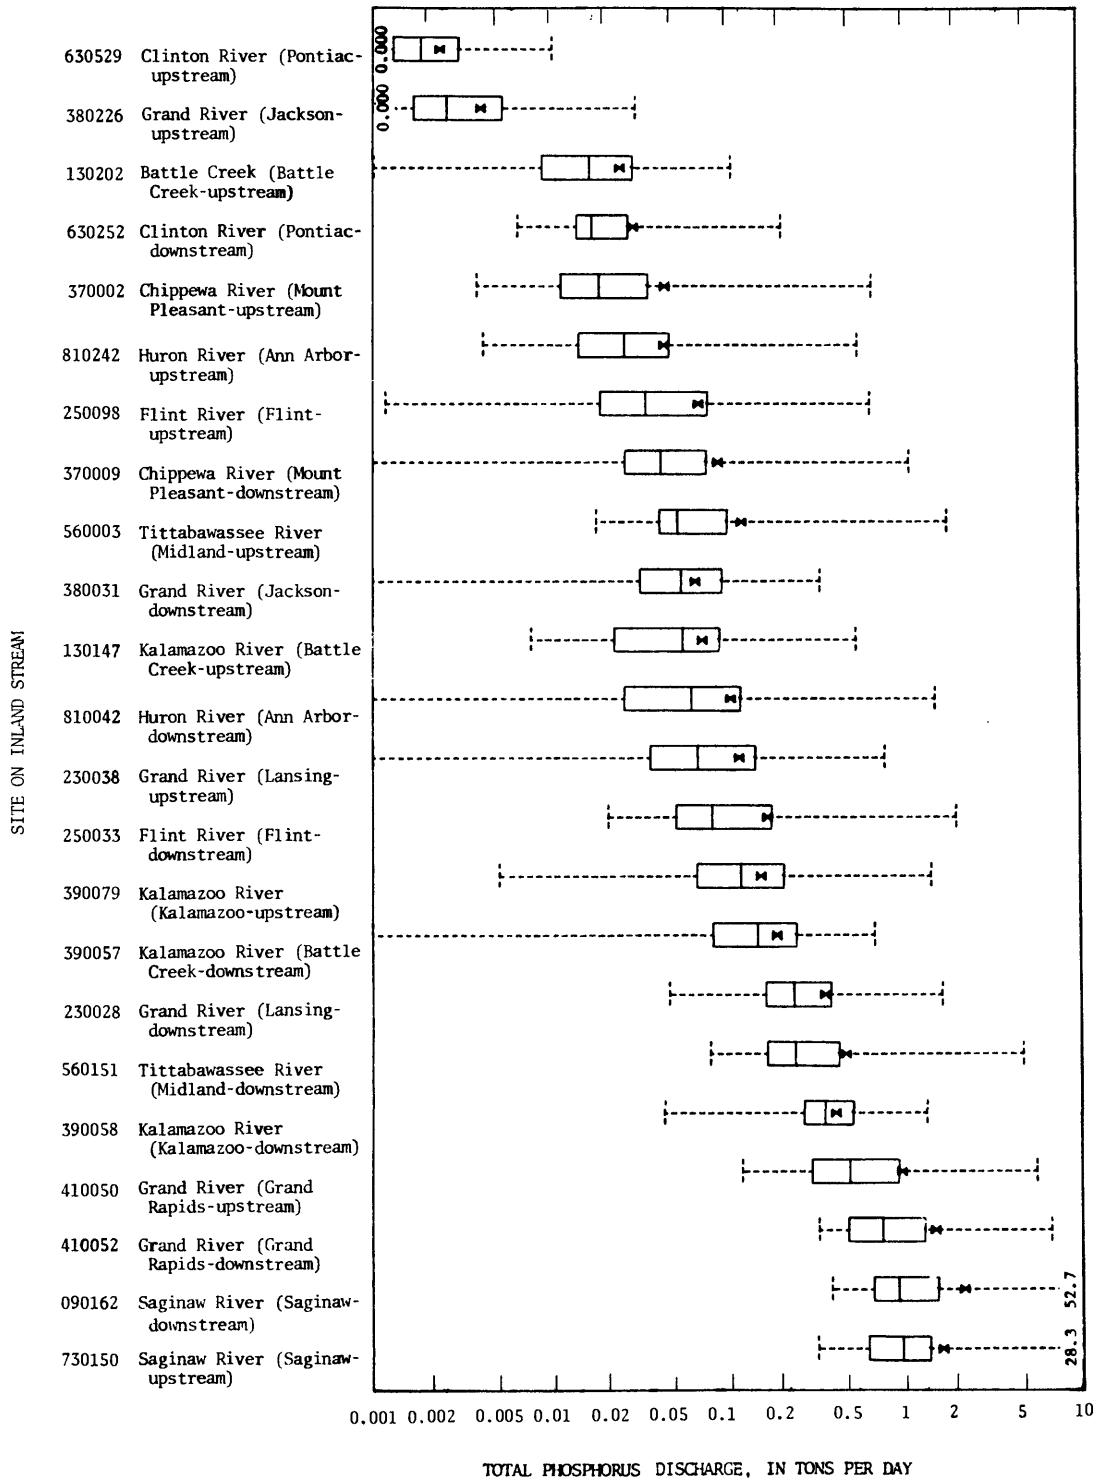 630529 Clinton River (Pontiac-
upstream)
0.000
380226 Grand River (Jackson-
upstream)
0.000
130202 Battle Creek (Battle
Creek-upstream)
630252 Clinton River (Pontiac-
downstream)
370002 Chippewa River (Mount
Pleasant-upstream)
810242 Huron River (Ann Arbor-
upstream)
250098 Flint River (Flint-
upstream)
370009 Chippewa River (Mount
Pleasant-downstream)
560003 Tittabawassee River
(Midland-upstream)
380031 Grand River (Jackson-
downstream)
130147 Kalamazoo River (Battle
Creek-upstream)
810042 Huron River (Ann Arbor-
downstream)
230038 Grand River (Lansing-
upstream)
250033 Flint River (Flint-
downstream)
390079 Kalamazoo River
(Kalamazoo-upstream)
390057 Kalamazoo River (Battle
Creek-downstream)
230028 Grand River (Lansing-
downstream)
560151 Tittabawassee River
(Midland-downstream)
390058 Kalamazoo River
(Kalamazoo-downstream)
410050 Grand River (Grand
Rapids-upstream)
410052 Grand River (Grand
Rapids-downstream)
090162 Saginaw River (Saginaw-
downstream)
52.7
730150 Saginaw River (Saginaw-
upstream)
28.3
SITE ON INLAND STREAM
0.001 0.002 0.005 0.01 0.02 0.05 0.1 0.2 0.5 1 2 5 10
TOTAL PHOSPHORUS DISCHARGE, IN TONS PER DAY